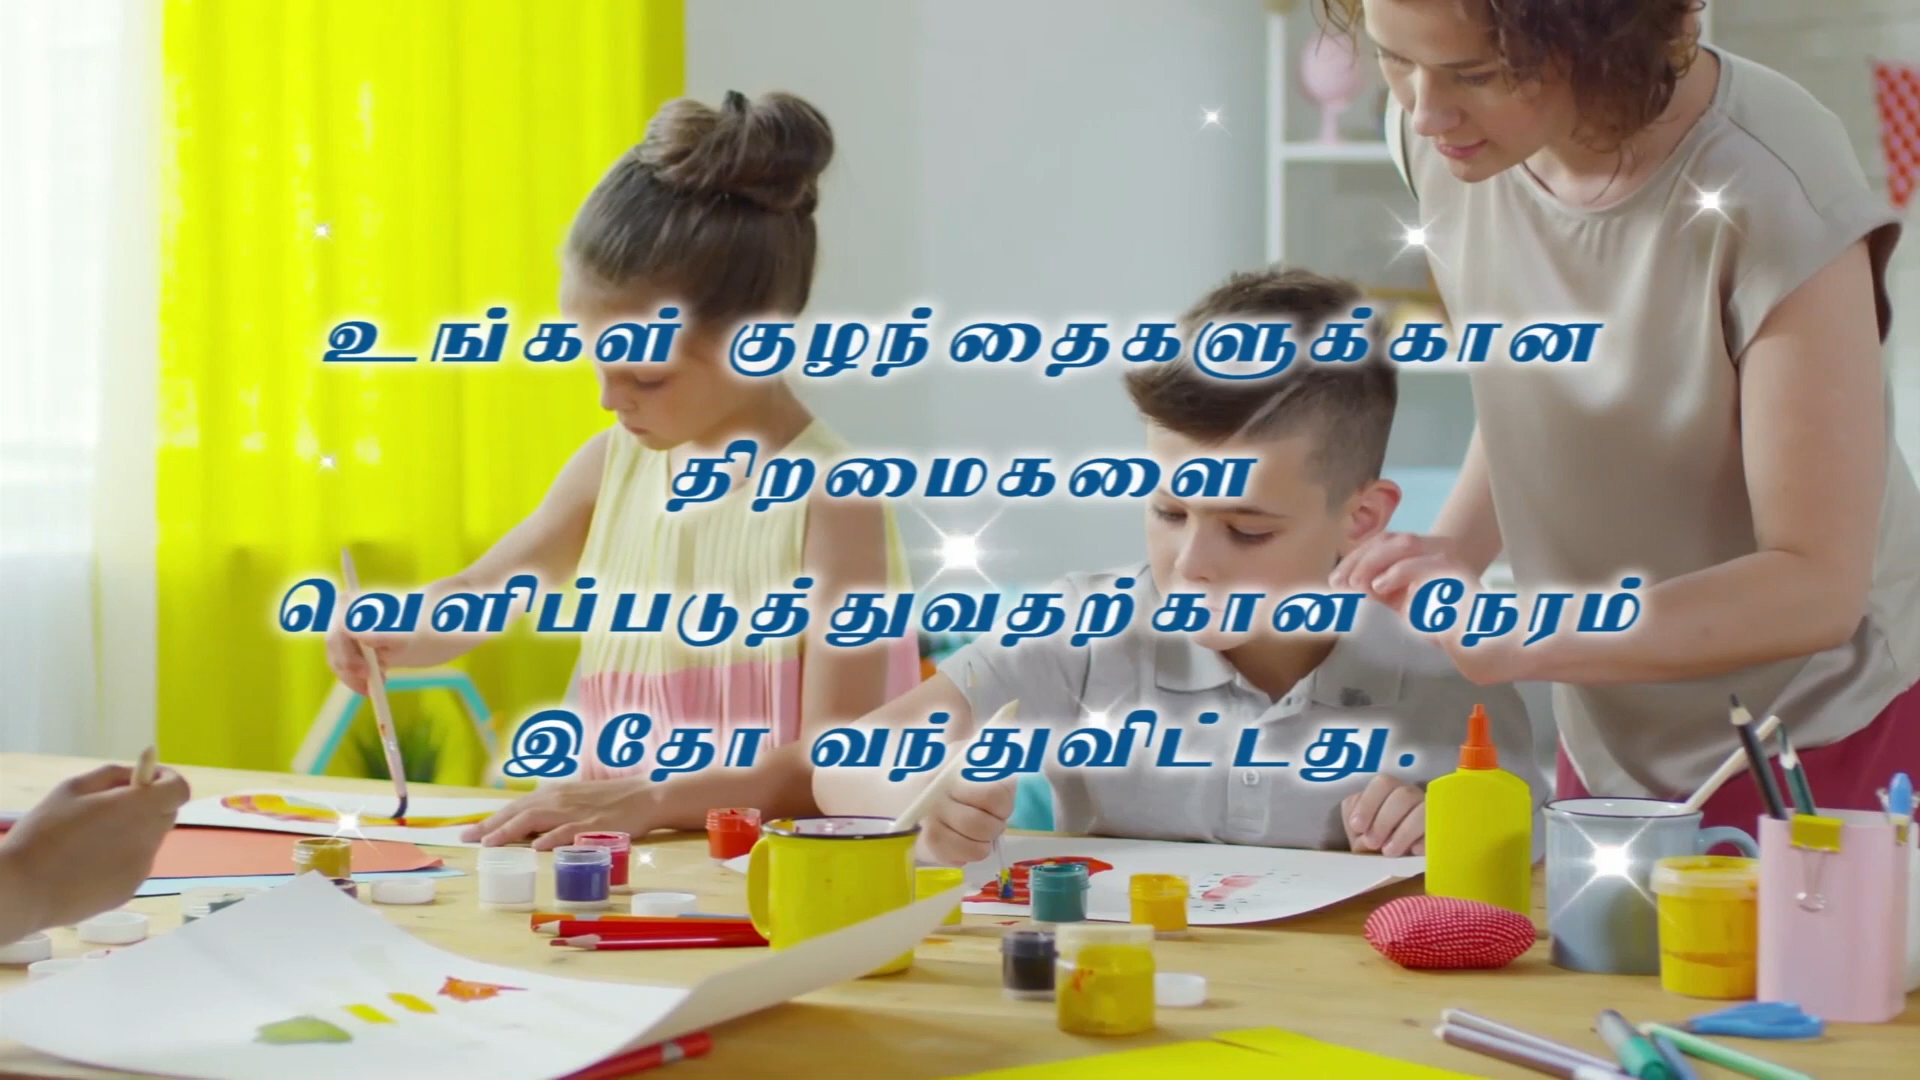 உங்கள் குழந்தைகளுக்கான
திறமைகளை
வெளிப்படுத்துவதற்கான நேரம்
இதோ வந்துவிட்டது.